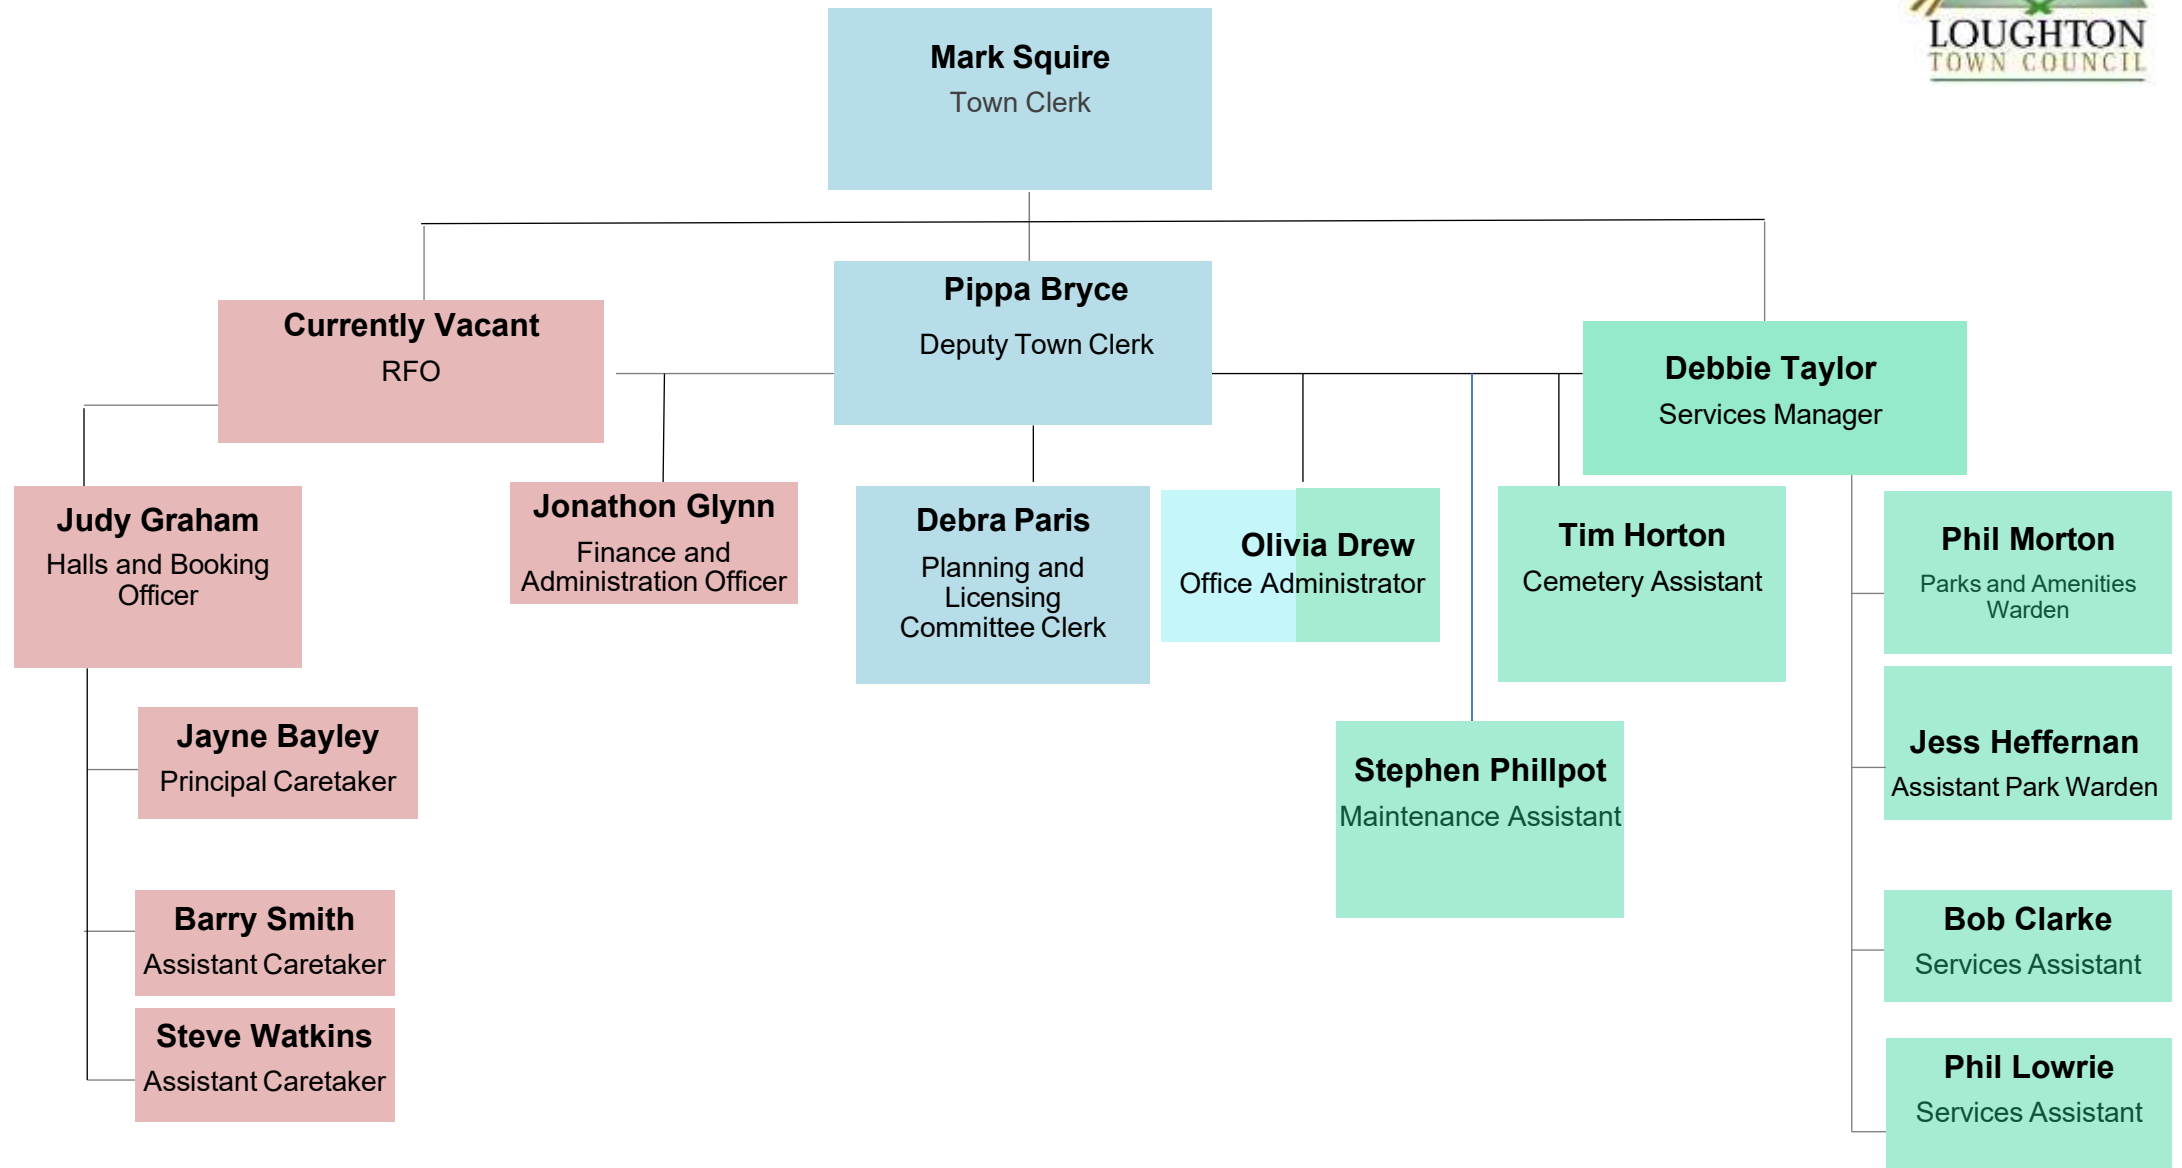 LOUGHTON
TOWN COUNCIL
Mark Squire
Town Clerk
Currently Vacant
RFO
Pippa Bryce
Deputy Town Clerk
Debbie Taylor
Services Manager
Judy Graham
Halls and Booking
Officer
Jonathon Glynn
Finance and
Administration Officer
Debra Paris
Planning and
Licensing
Committee Clerk
Olivia Drew
Office Administrator
Tim Horton
Cemetery Assistant
Phil Morton
Parks and Amenities
Warden
Jayne Bayley
Principal Caretaker
Stephen Phillpot
Maintenance Assistant
Jess Heffernan
Assistant Park Warden
Barry Smith
Assistant Caretaker
Bob Clarke
Services Assistant
Steve Watkins
Assistant Caretaker
Phil Lowrie
Services Assistant